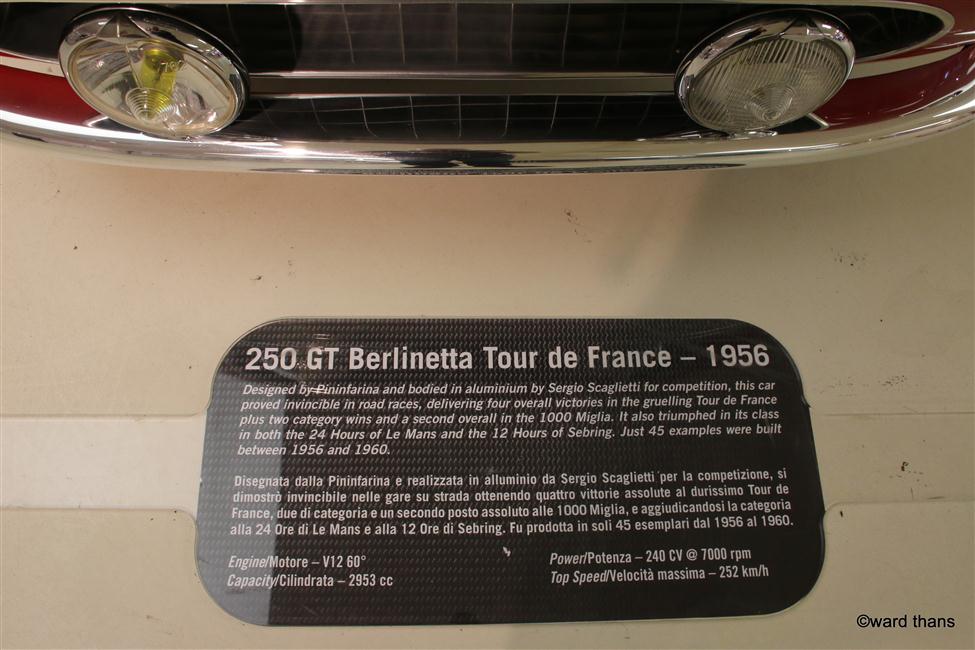 250 GT Berlinetta Tour de France – 1956
Designed by Pininfarina and bodied in aluminium by Sergio Scaglietti for competition, this car
proved invincible in road races, delivering four overall victories in the gruelling Tour de France
plus two category wins and a second overall in the 1000 Miglia. It also triumphed in its class
in both the 24 Hours of Le Mans and the 12 Hours of Sebring. Just 45 examples were built
between 1956 and 1960.
Disegnata dalla Pininfarina e realizzata in alluminio da Sergio Scaglietti per la competizione, si
dimostrò invincibile nelle gare su strada ottenendo quattro vittorie assolute al durissimo Tour de
France, due di categoria e un secondo posto assoluto alle 1000 Miglia, e aggiudicandosi la categoria
alla 24 Ore di Le Mans e alla 12 Ore di Sebring. Fu prodotta in soli 45 esemplari dal 1956 al 1960.
Engine/Motore – V12 60°
Capacity/Cilindrata – 2953 cc
Power/Potenza – 240 CV @ 7000 rpm
Top Speed/Velocità massima – 252 km/h
©ward thans